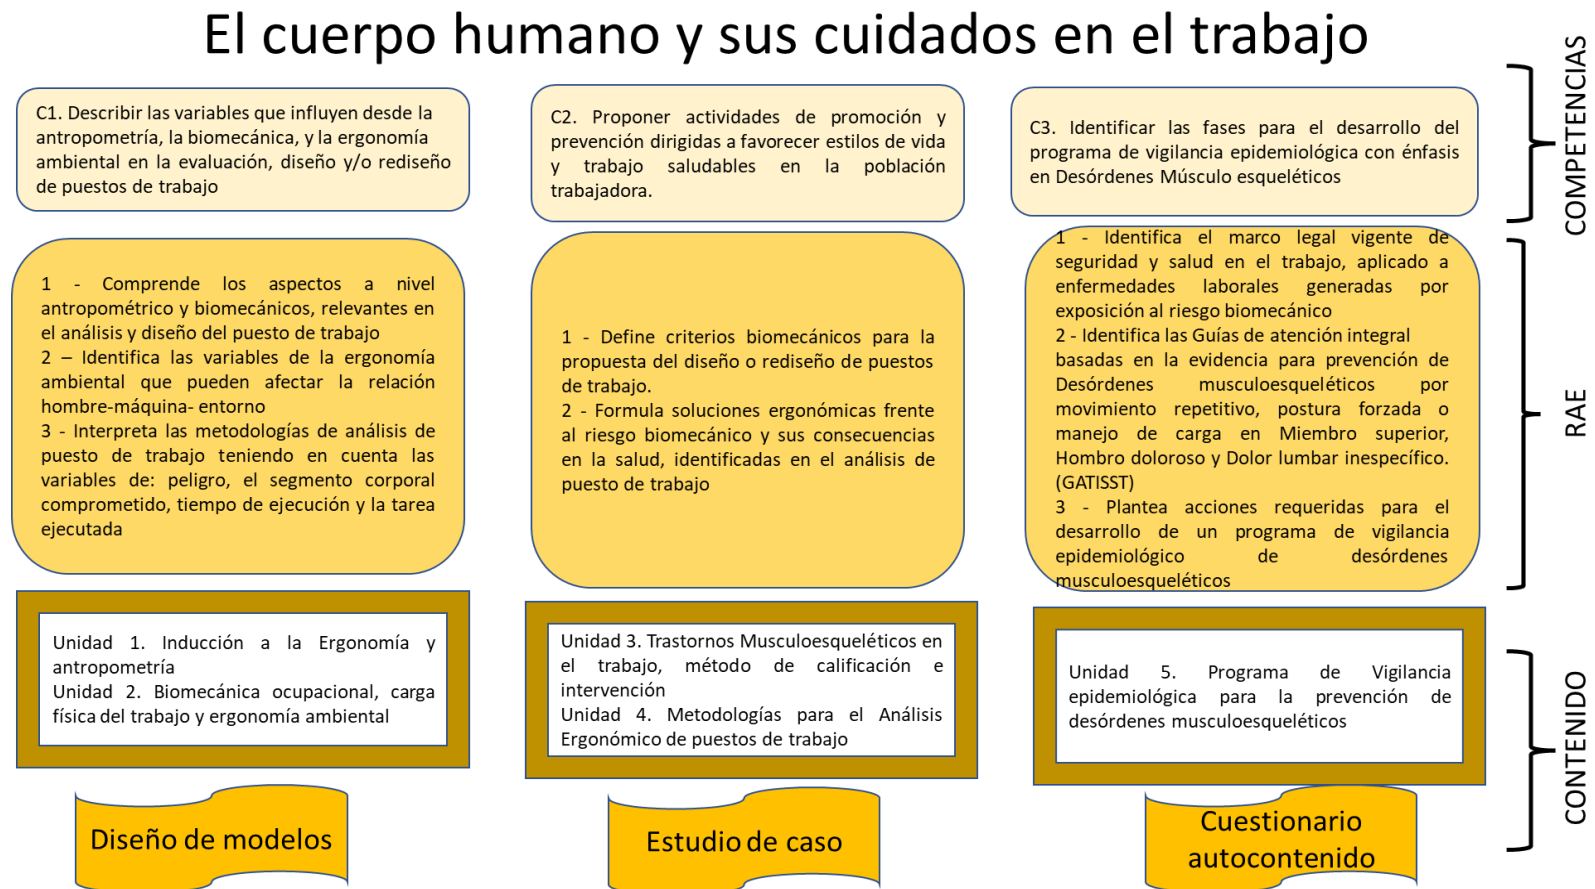 El cuerpo humano y sus cuidados en el trabajo
C1. Describir las variables que influyen desde la
antropometría, la biomecánica, y la ergonomía
ambiental en la evaluación, diseño y/o rediseño
de puestos de trabajo
C2. Proponer actividades de promoción y
prevención dirigidas a favorecer estilos de vida
y trabajo saludables en la población
trabajadora.
C3. Identificar las fases para el desarrollo del
programa de vigilancia epidemiológica con énfasis
en Desórdenes Músculo esqueléticos
COMPETENCIAS
1 - Comprende los aspectos a nivel
antropométrico y biomecánicos, relevantes en
el análisis y diseño del puesto de trabajo
2 – Identifica las variables de la ergonomía
ambiental que pueden afectar la relación
hombre-máquina- entorno
3 - Interpreta las metodologías de análisis de
puesto de trabajo teniendo en cuenta las
variables de: peligro, el segmento corporal
comprometido, tiempo de ejecución y la tarea
ejecutada
1 - Define criterios biomecánicos para la
propuesta del diseño o rediseño de puestos
de trabajo.
2 - Formula soluciones ergonómicas frente
al riesgo biomecánico y sus consecuencias
en la salud, identificadas en el análisis de
puesto de trabajo
1 - Identifica el marco legal vigente de
seguridad y salud en el trabajo, aplicado a
enfermedades laborales generadas por
exposición al riesgo biomecánico
2 - Identifica las Guías de atención integral
basadas en la evidencia para prevención de
Desórdenes musculoesqueléticos por
movimiento repetitivo, postura forzada o
manejo de carga en Miembro superior,
Hombro doloroso y Dolor lumbar inespecífico.
(GATISST)
3 - Plantea acciones requeridas para el
desarrollo de un programa de vigilancia
epidemiológico de desórdenes
musculoesqueléticos
RAE
Unidad 1. Inducción a la Ergonomía y
antropometría
Unidad 2. Biomecánica ocupacional, carga
física del trabajo y ergonomía ambiental
Unidad 3. Trastornos Musculoesqueléticos en
el trabajo, método de calificación e
intervención
Unidad 4. Metodologías para el Análisis
Ergonómico de puestos de trabajo
Unidad 5. Programa de Vigilancia
epidemiológica para la prevención de
desórdenes musculoesqueléticos
CONTENIDO
Diseño de modelos
Estudio de caso
Cuestionario
autocontenido